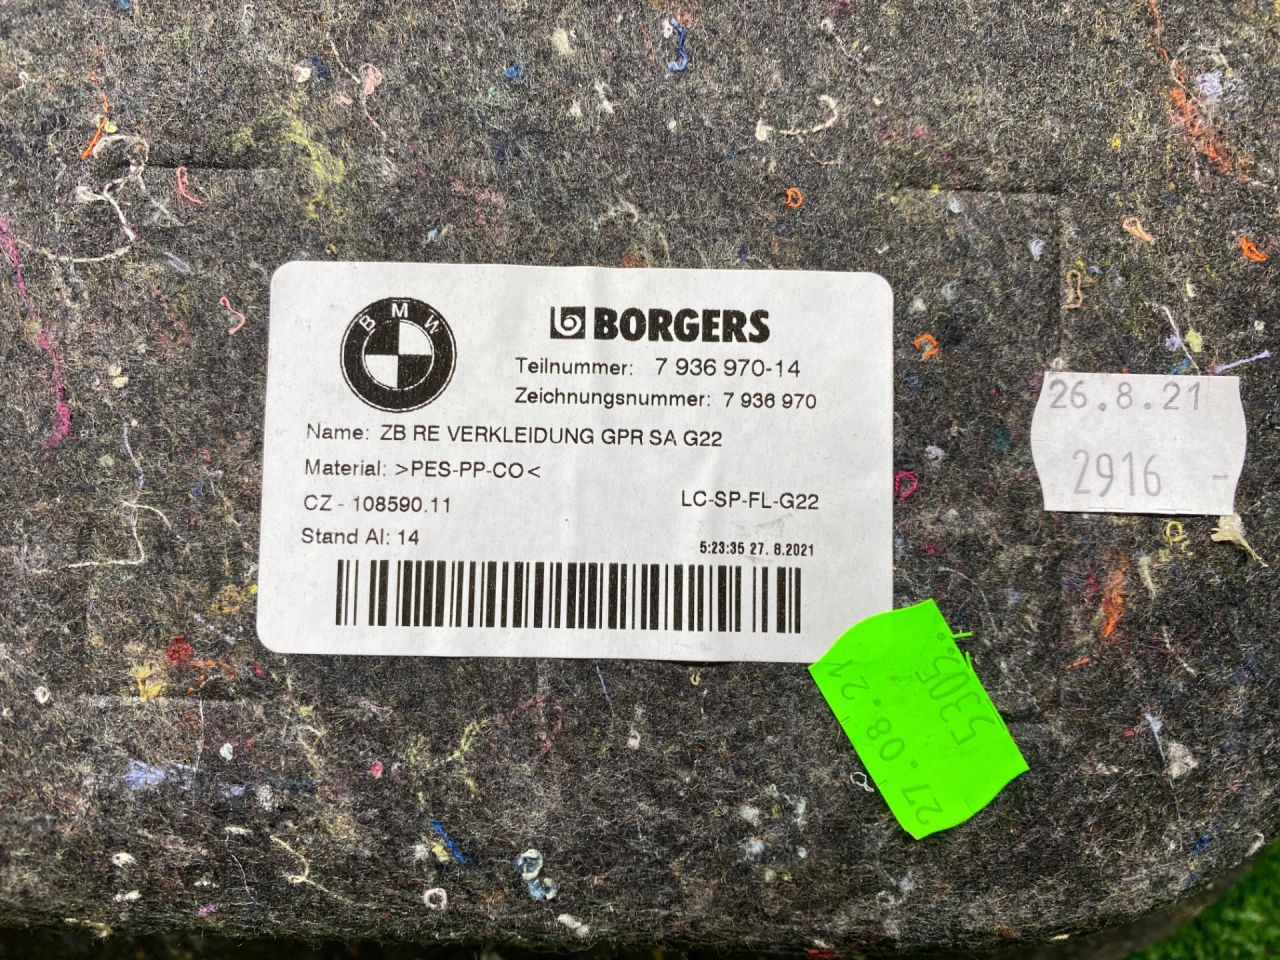 BMW
BORGERS
Teilnummer: 7 936 970-14
Zeichnungsnummer: 7 936 970
Name: ZB RE VERKLEIDUNG GPR SA G22
Material: >PES-PP-CO<
CZ - 108590.11
LC-SP-FL-G22
Stand AI: 14
5:23:35 27. 8.2021
26.8.21
2916 -
27.08.21
5305.-